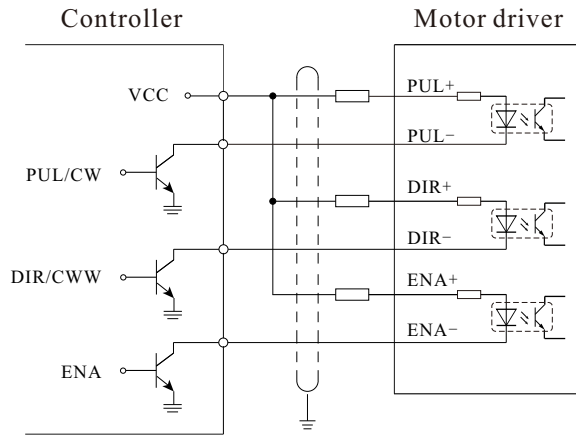 Controller
Motor driver
VCC
PUL+
PUL−
PUL/CW
DIR+
DIR−
DIR/CWW
ENA+
ENA−
ENA